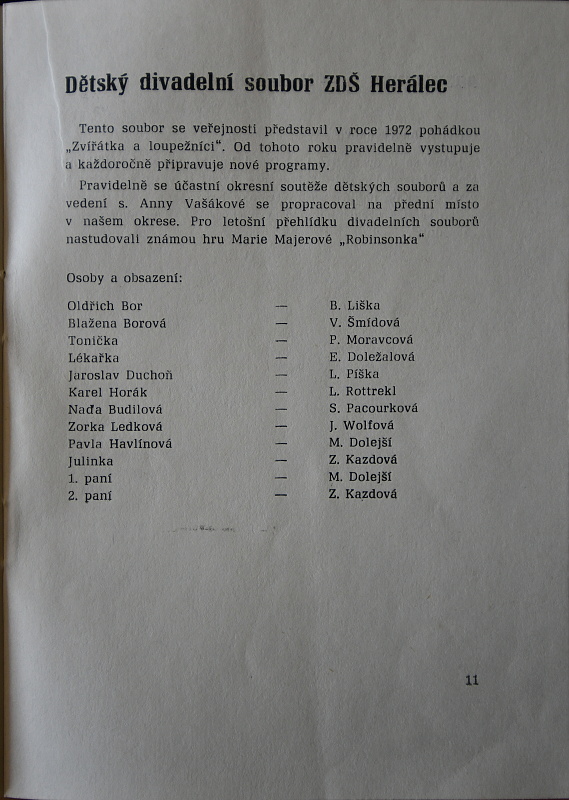 Dětský divadelní soubor ZDŠ Herálec
Tento soubor se veřejnosti představil v roce 1972 pohádkou
„Zvířátka a loupežníci“. Od tohoto roku pravidelně vystupuje
a každoročně připravuje nové programy.
Pravidelně se účastní okresní soutěže dětských souborů a za
vedení s. Anny Vašákové se propracoval na přední místo
v našem okrese. Pro letošní přehlídku divadelních souborů
nastudovali známou hru Marie Majerové „Robinsonka“
Osoby a obsazení:
Oldřich Bor — B. Liška
Blažena Borová — V. Šmídová
Tonička — P. Moravcová
Lékařka — E. Doležalová
Jaroslav Duchoň — L. Píška
Karel Horák — L. Rottrekl
Naďa Budilová — S. Pacourková
Zorka Ledková — J. Wolfová
Pavla Havlínová — M. Dolejší
Julinka — Z. Kazdová
1. paní — M. Dolejší
2. paní — Z. Kazdová
11